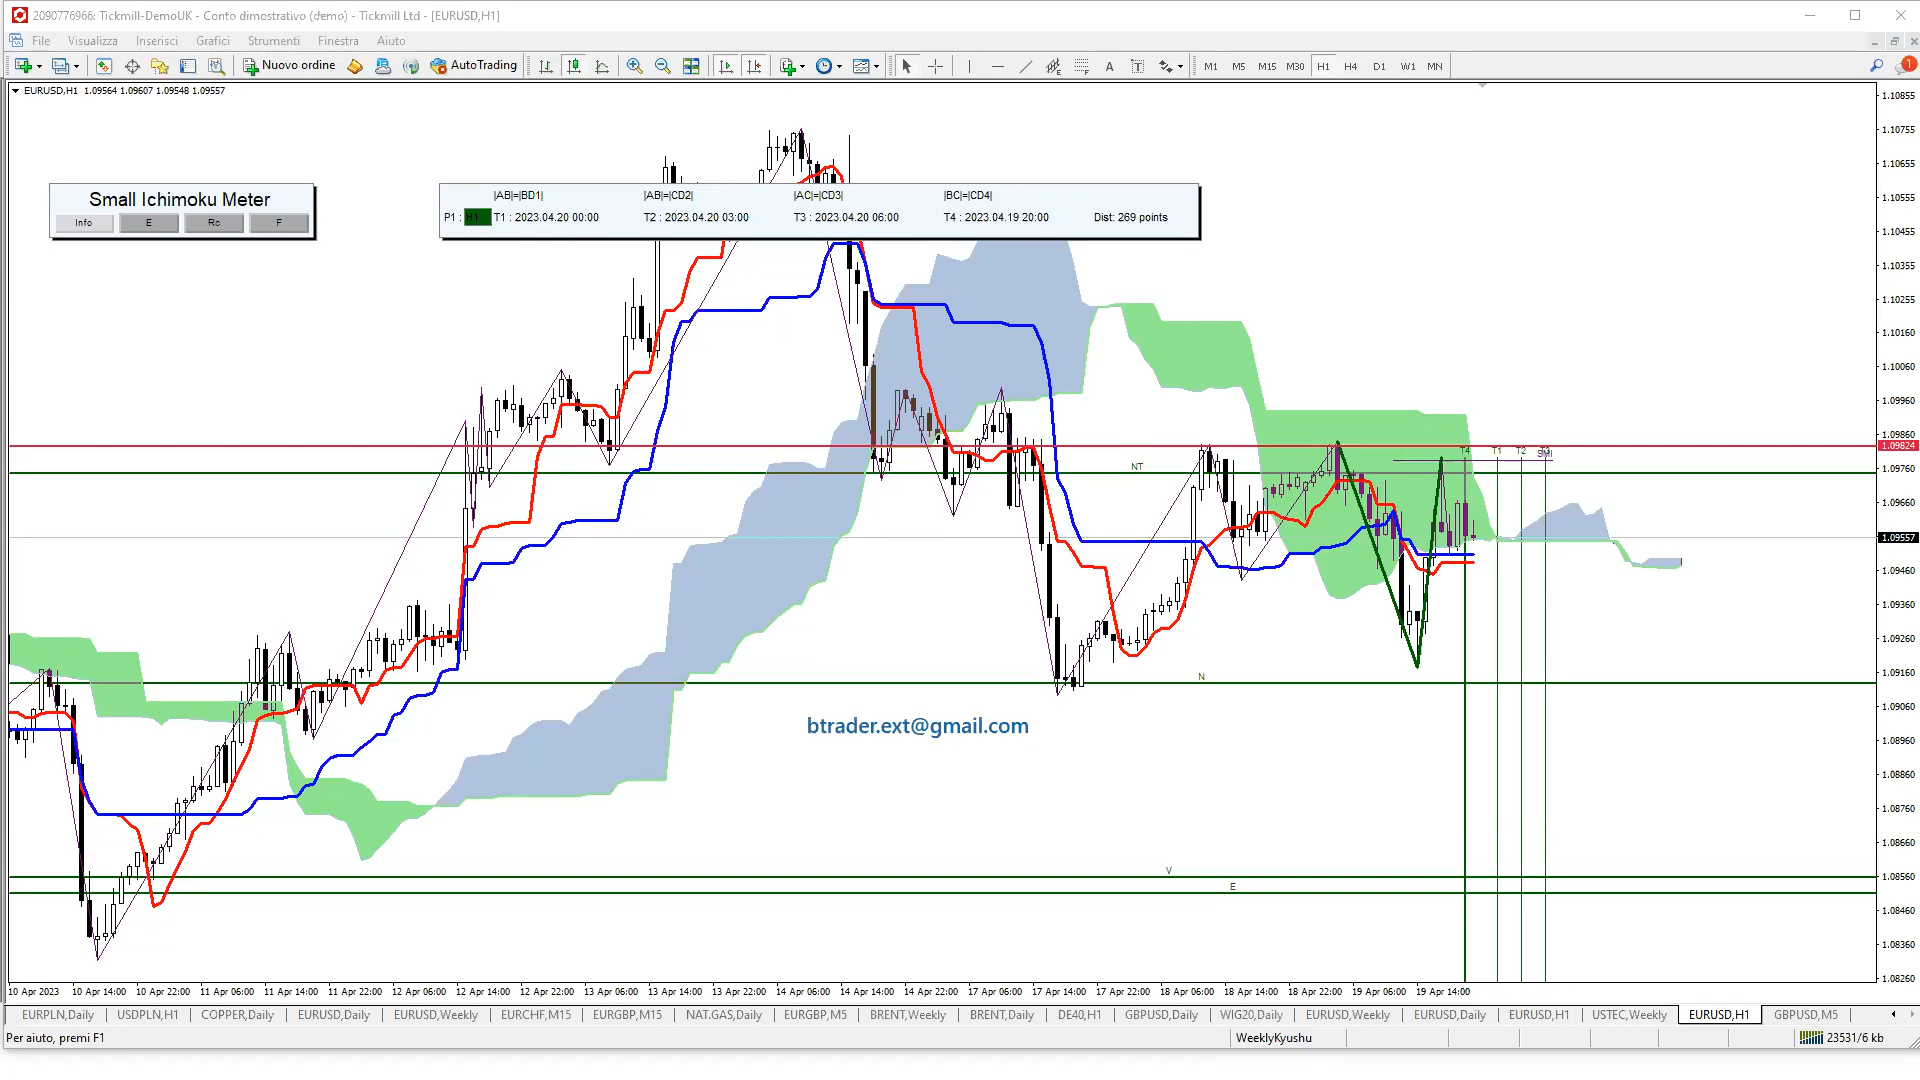 2090776966: Tickmill-DemoUK - Conto dimostrativo (demo) - Tickmill Ltd - [EURUSD,H1]
File Visualizza Inserisci Grafici Strumenti Finestra Aiuto
Nuovo ordine AutoTrading A T M1 M5 M15 M30 H1 H4 D1 W1 MN 1
EURUSD,H1 1.09564 1.09607 1.09548 1.09557
Small Ichimoku Meter
Info E Rc F
|AB|=|BD1| |AB|=|CD2| |AC|=|CD3| |BC|=|CD4|
P1 : H1 T1 : 2023.04.20 00:00 T2 : 2023.04.20 03:00 T3 : 2023.04.20 06:00 T4 : 2023.04.19 20:00 Dist: 269 points
1.10855
1.10755
1.10655
1.10555
1.10455
1.10355
1.10255
1.10160
1.10060
1.09960
1.09860
1.09824
1.09760
1.09660
1.09557
1.09460
1.09360
1.09260
1.09160
1.09060
1.08960
1.08860
1.08760
1.08660
1.08560
1.08460
1.08360
1.08260
T4 T1 T2
NT
N
btrader.ext@gmail.com
V
E
10 Apr 2023 10 Apr 14:00 10 Apr 22:00 11 Apr 06:00 11 Apr 14:00 11 Apr 22:00 12 Apr 06:00 12 Apr 14:00 12 Apr 22:00 13 Apr 06:00 13 Apr 14:00 13 Apr 22:00 14 Apr 06:00 14 Apr 14:00 14 Apr 22:00 17 Apr 06:00 17 Apr 14:00 17 Apr 22:00 18 Apr 06:00 18 Apr 14:00 18 Apr 22:00 19 Apr 06:00 19 Apr 14:00
EURPLN,Daily USDPLN,H1 COPPER,Daily EURUSD,Daily EURUSD,Weekly EURCHF,M15 EURGBP,M15 NAT.GAS,Daily EURGBP,M5 BRENT,Weekly BRENT,Daily DE40,H1 GBPUSD,Daily WIG20,Daily EURUSD,Weekly EURUSD,Daily EURUSD,H1 USTEC,Weekly EURUSD,H1 GBPUSD,M5
Per aiuto, premi F1 WeeklyKyushu 23531/6 kb